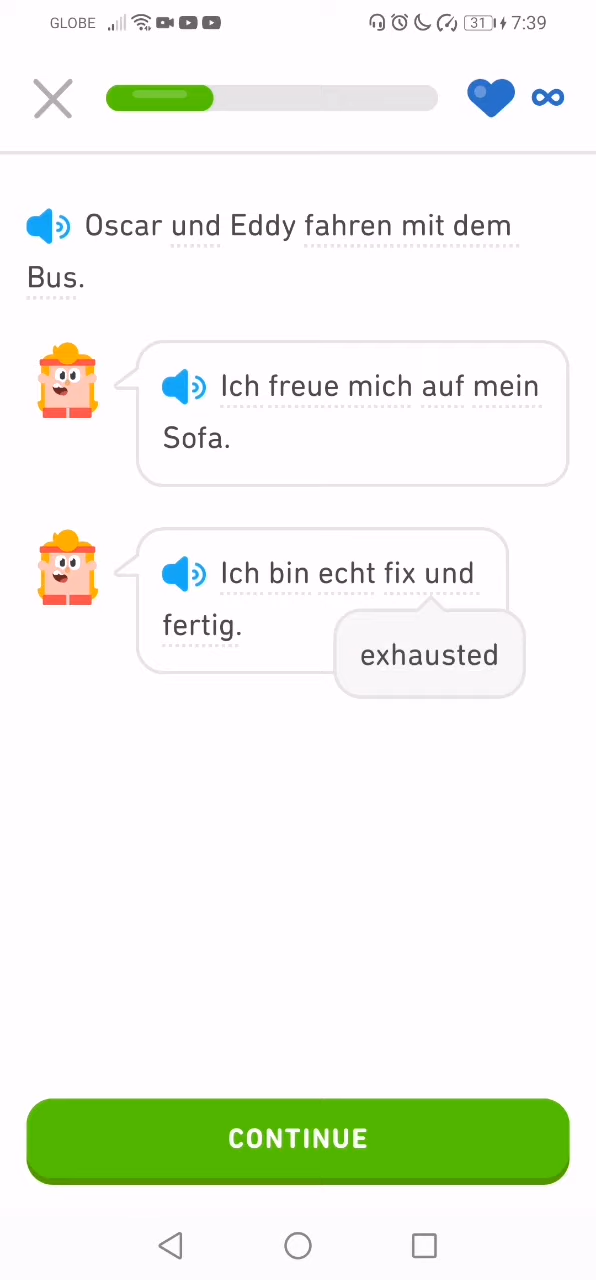 GLOBE 31 7:39
Oscar und Eddy fahren mit dem
Bus.
Ich freue mich auf mein
Sofa.
Ich bin echt fix und
fertig.
exhausted
CONTINUE